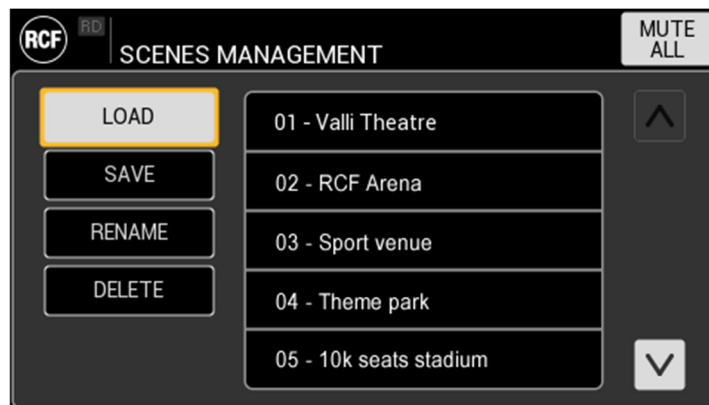 RCF
RD
SCENES MANAGEMENT
MUTE
ALL
LOAD
SAVE
RENAME
DELETE
01 - Valli Theatre
02 - RCF Arena
03 - Sport venue
04 - Theme park
05 - 10k seats stadium